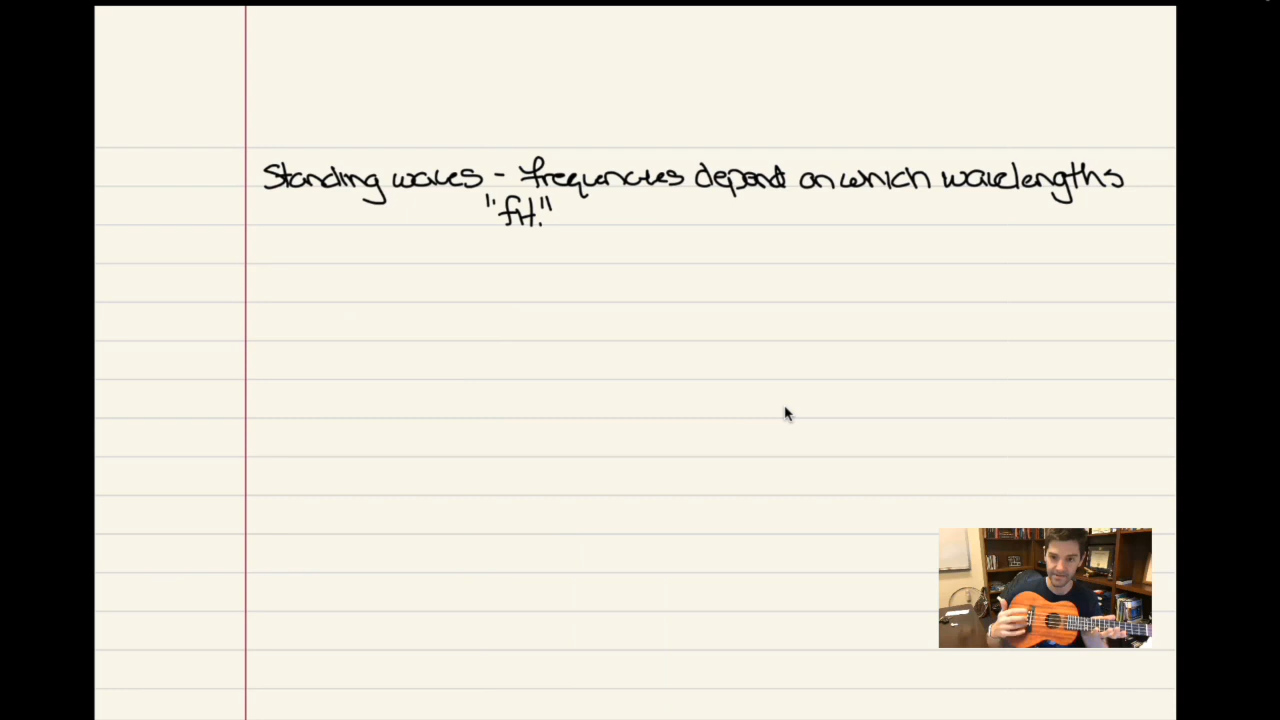 Standing waves - frequencies depend on which wavelengths
"fit."